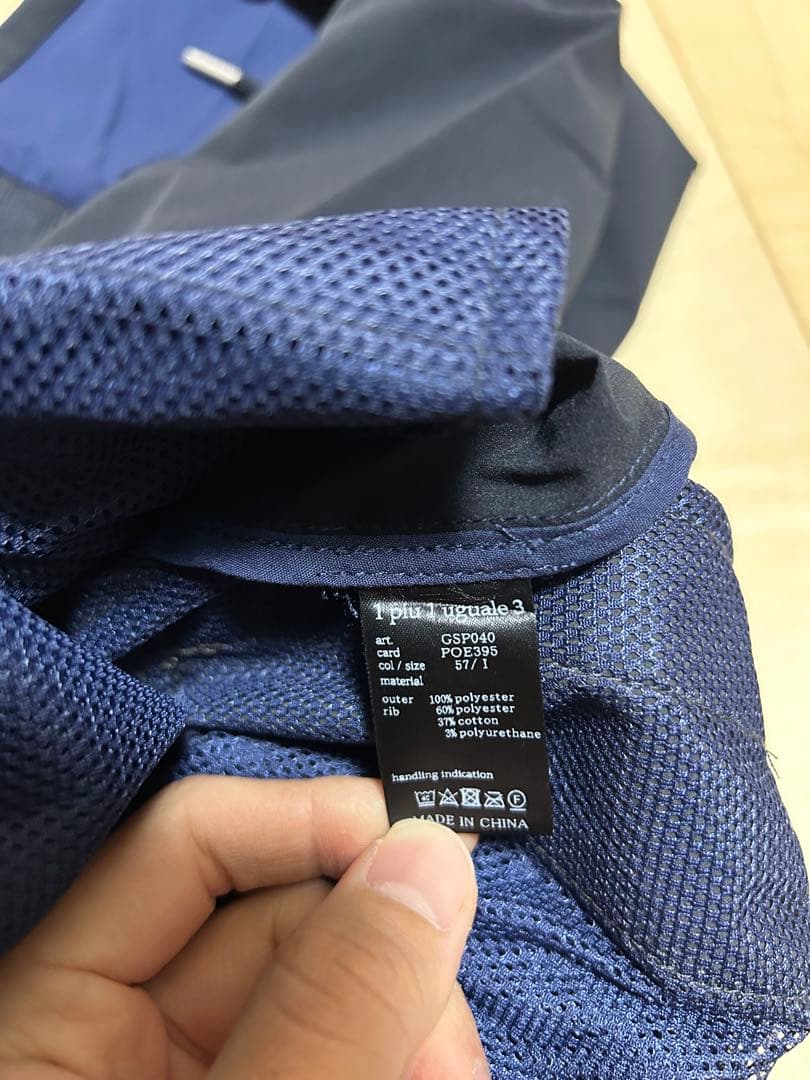 1 piu 1 uguale 3
art. GSP040
card POE395
col / size 57/ I
material
outer 100% polyester
rib 60% polyester
37% cotton
3% polyurethane
handling indication
MADE IN CHINA